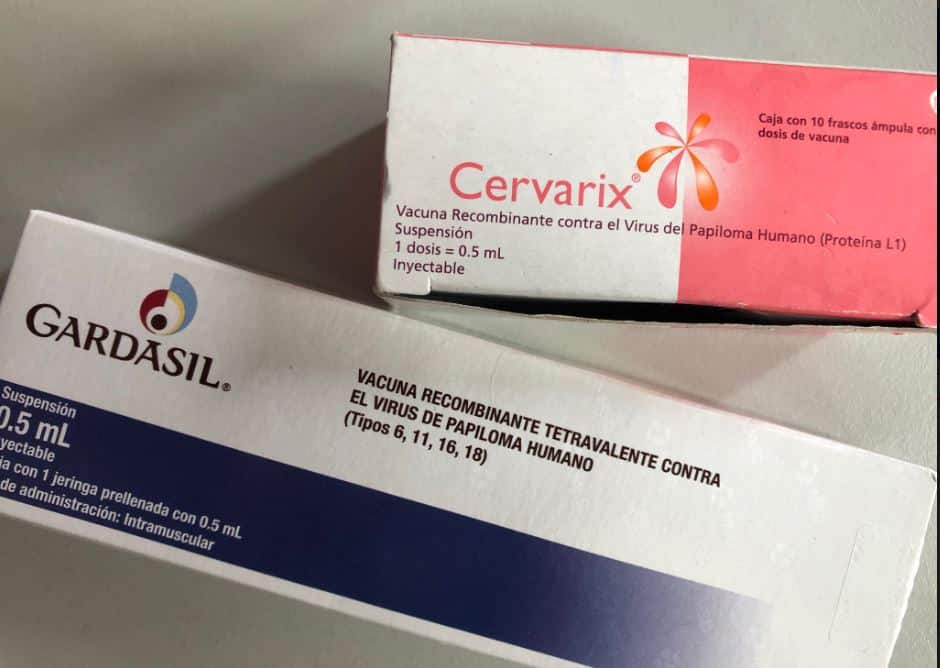 Cervarix®
Vacuna Recombinante contra el Virus del Papiloma Humano (Proteína L1)
Suspensión
1 dosis = 0.5 mL
Inyectable
Caja con 10 frascos ámpula con
dosis de vacuna
GARDASIL®
Suspensión
0.5 mL
yectable
ja con 1 jeringa prellenada con 0.5 mL
de administración: Intramuscular
VACUNA RECOMBINANTE TETRAVALENTE CONTRA
EL VIRUS DE PAPILOMA HUMANO
(Tipos 6, 11, 16, 18)